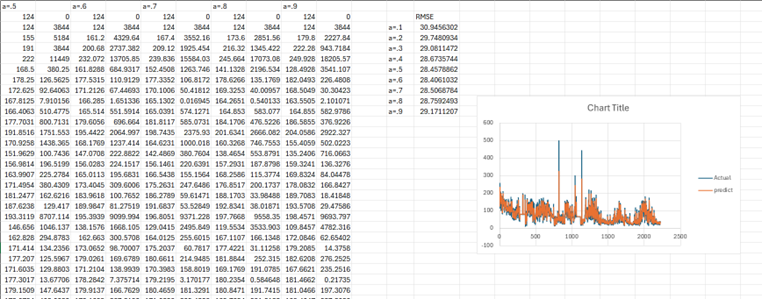 a=.5 a=.6 a=.7 a=.8 a=.9
124 0 124 0 124 0 124 0 124 0 RMSE
124 3844 124 3844 124 3844 124 3844 124 3844 a=.1 30.9456302
155 5184 161.2 4329.64 167.4 3552.16 173.6 2851.56 179.8 2227.84 a=.2 29.7480934
191 3844 200.68 2737.382 209.12 1925.454 216.32 1345.422 222.28 943.7184 a=.3 29.0811472
222 11449 232.072 13705.85 239.836 15584.03 245.664 17073.08 249.928 18205.57 a=.4 28.6735744
168.5 380.25 161.8288 684.9317 152.4508 1263.746 141.1328 2196.534 128.4928 3541.107 a=.5 28.4578862
178.25 126.5625 177.5315 110.9129 177.3352 106.8172 178.6266 135.1769 182.0493 226.4808 a=.6 28.4061032
172.625 92.64063 171.2126 67.44693 170.1006 50.41812 169.3253 40.00957 168.5049 30.30423 a=.7 28.5068784
167.8125 7.910156 166.285 1.651336 165.1302 0.016945 164.2651 0.540133 163.5505 2.101071 a=.8 28.7592493
166.4063 510.4775 165.514 551.5914 165.0391 574.1271 164.853 583.077 164.855 582.9786 a=.9 29.1711207
177.7031 800.7131 179.6056 696.664 181.8117 585.0731 184.1706 476.5226 186.5855 376.9226
191.8516 1751.553 195.4422 2064.997 198.7435 2375.93 201.6341 2666.082 204.0586 2922.327
170.9258 1438.365 168.1769 1237.414 164.6231 1000.018 160.3268 746.7553 155.4059 502.0223
151.9629 100.7436 147.0708 222.8822 142.4869 380.7604 138.4654 553.8791 135.2406 716.0663
156.9814 196.5199 156.0283 224.1517 156.1461 220.6391 157.2931 187.8798 159.3241 136.3276
163.9907 225.2784 165.0113 195.6831 166.5438 155.1564 168.2586 115.3774 169.8324 84.04478
171.4954 380.4309 173.4045 309.6006 175.2631 247.6486 176.8517 200.1737 178.0832 166.8427
181.2477 162.6216 183.9618 100.7652 186.2789 59.61471 188.1703 33.98488 189.7083 18.41848
187.6238 129.417 189.9847 81.27519 191.6837 53.52849 192.8341 38.01871 193.5708 29.47586
193.3119 8707.114 195.3939 9099.994 196.8051 9371.228 197.7668 9558.35 198.4571 9693.797
146.656 1046.137 138.1576 1668.105 129.0415 2495.849 119.5534 3533.903 109.8457 4782.316
162.828 294.8783 162.663 300.5708 164.0125 255.6015 167.1107 166.1348 172.0846 62.65402
171.414 134.2356 173.0652 98.70007 175.2037 60.7817 177.4221 31.11258 179.2085 14.3758
177.207 125.5967 179.0261 169.6789 180.6611 214.9485 181.8844 252.315 182.6208 276.2525
171.6035 129.8803 171.2104 138.9939 170.3983 158.8019 169.1769 191.0785 167.6621 235.2516
177.3017 13.67706 178.2842 7.375714 179.2195 3.170177 180.2354 0.584648 181.4662 0.21735
179.1509 147.6437 179.9137 166.7629 180.4659 181.3291 180.8471 191.7415 181.0466 197.3076
Chart Title
600
500
400
300
200
100
0
-100
0 500 1000 1500 2000 2500
Actual
predict